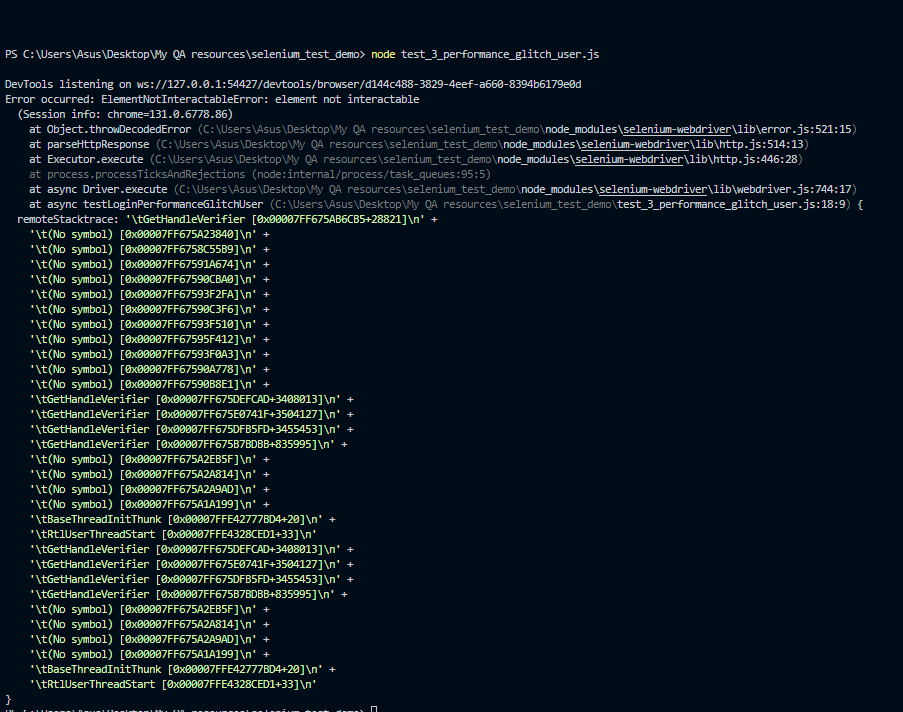 PS C:\Users\Asus\Desktop\My QA resources\selenium_test_demo> node test_3_performance_glitch_user.js
DevTools listening on ws://127.0.0.1:54427/devtools/browser/d144c488-3829-4eef-a660-8394b6179e0d
Error occurred: ElementNotInteractableError: element not interactable
(Session info: chrome=131.0.6778.86)
at Object.throwDecodedError (C:\Users\Asus\Desktop\My QA resources\selenium_test_demo\node_modules\selenium-webdriver\lib\error.js:521:15)
at parseHttpResponse (C:\Users\Asus\Desktop\My QA resources\selenium_test_demo\node_modules\selenium-webdriver\lib\http.js:514:13)
at Executor.execute (C:\Users\Asus\Desktop\My QA resources\selenium_test_demo\node_modules\selenium-webdriver\lib\http.js:446:28)
at process.processTicksAndRejections (node:internal/process/task_queues:95:5)
at async Driver.execute (C:\Users\Asus\Desktop\My QA resources\selenium_test_demo\node_modules\selenium-webdriver\lib\webdriver.js:744:17)
at async testLoginPerformanceGlitchUser (C:\Users\Asus\Desktop\My QA resources\selenium_test_demo\test_3_performance_glitch_user.js:18:9) {
remoteStacktrace: '\tGetHandleVerifier [0x00007FF675AB6CB5+28821]\n' +
'\t(No symbol) [0x00007FF675A23840]\n' +
'\t(No symbol) [0x00007FF6758C55B9]\n' +
'\t(No symbol) [0x00007FF67591A674]\n' +
'\t(No symbol) [0x00007FF67590CBA0]\n' +
'\t(No symbol) [0x00007FF67593F2FA]\n' +
'\t(No symbol) [0x00007FF67590C3F6]\n' +
'\t(No symbol) [0x00007FF67593F510]\n' +
'\t(No symbol) [0x00007FF67595F412]\n' +
'\t(No symbol) [0x00007FF67593F0A3]\n' +
'\t(No symbol) [0x00007FF67590A778]\n' +
'\t(No symbol) [0x00007FF67590B8E1]\n' +
'\tGetHandleVerifier [0x00007FF675DEFCAD+3408013]\n' +
'\tGetHandleVerifier [0x00007FF675E0741F+3504127]\n' +
'\tGetHandleVerifier [0x00007FF675DFB5FD+3455453]\n' +
'\tGetHandleVerifier [0x00007FF675B7BDBB+835995]\n' +
'\t(No symbol) [0x00007FF675A2EB5F]\n' +
'\t(No symbol) [0x00007FF675A2A814]\n' +
'\t(No symbol) [0x00007FF675A2A9AD]\n' +
'\t(No symbol) [0x00007FF675A1A199]\n' +
'\tBaseThreadInitThunk [0x00007FFE42777BD4+20]\n' +
'\tRtlUserThreadStart [0x00007FFE4328CED1+33]\n'
'\tGetHandleVerifier [0x00007FF675DEFCAD+3408013]\n' +
'\tGetHandleVerifier [0x00007FF675E0741F+3504127]\n' +
'\tGetHandleVerifier [0x00007FF675DFB5FD+3455453]\n' +
'\tGetHandleVerifier [0x00007FF675B7BDBB+835995]\n' +
'\t(No symbol) [0x00007FF675A2EB5F]\n' +
'\t(No symbol) [0x00007FF675A2A814]\n' +
'\t(No symbol) [0x00007FF675A2A9AD]\n' +
'\t(No symbol) [0x00007FF675A1A199]\n' +
'\tBaseThreadInitThunk [0x00007FFE42777BD4+20]\n' +
'\tRtlUserThreadStart [0x00007FFE4328CED1+33]\n'
}